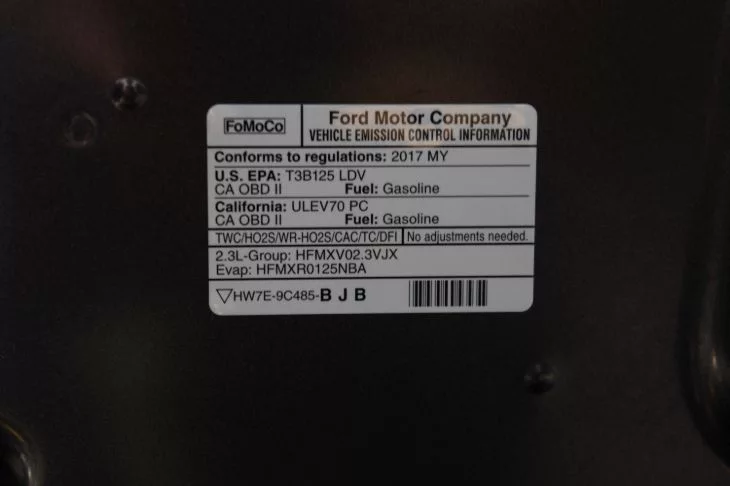 FoMoCo
Ford Motor Company
VEHICLE EMISSION CONTROL INFORMATION
Conforms to regulations: 2017 MY
U.S. EPA: T3B125 LDV
CA OBD II Fuel: Gasoline
California: ULEV70 PC
CA OBD II Fuel: Gasoline
TWC/HO2S/WR-HO2S/CAC/TC/DFI No adjustments needed.
2.3L-Group: HFMXV02.3VJX
Evap: HFMXR0125NBA
HW7E-9C485-B J B